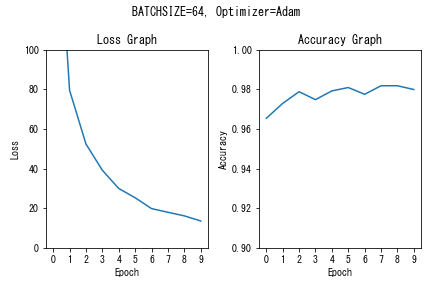 BATCHSIZE=64, Optimizer=Adam
Loss Graph
100
80
60
40
20
0
Loss
0 1 2 3 4 5 6 7 8 9
Epoch
Accuracy Graph
1.00
0.98
0.96
0.94
0.92
0.90
Accuracy
0 1 2 3 4 5 6 7 8 9
Epoch